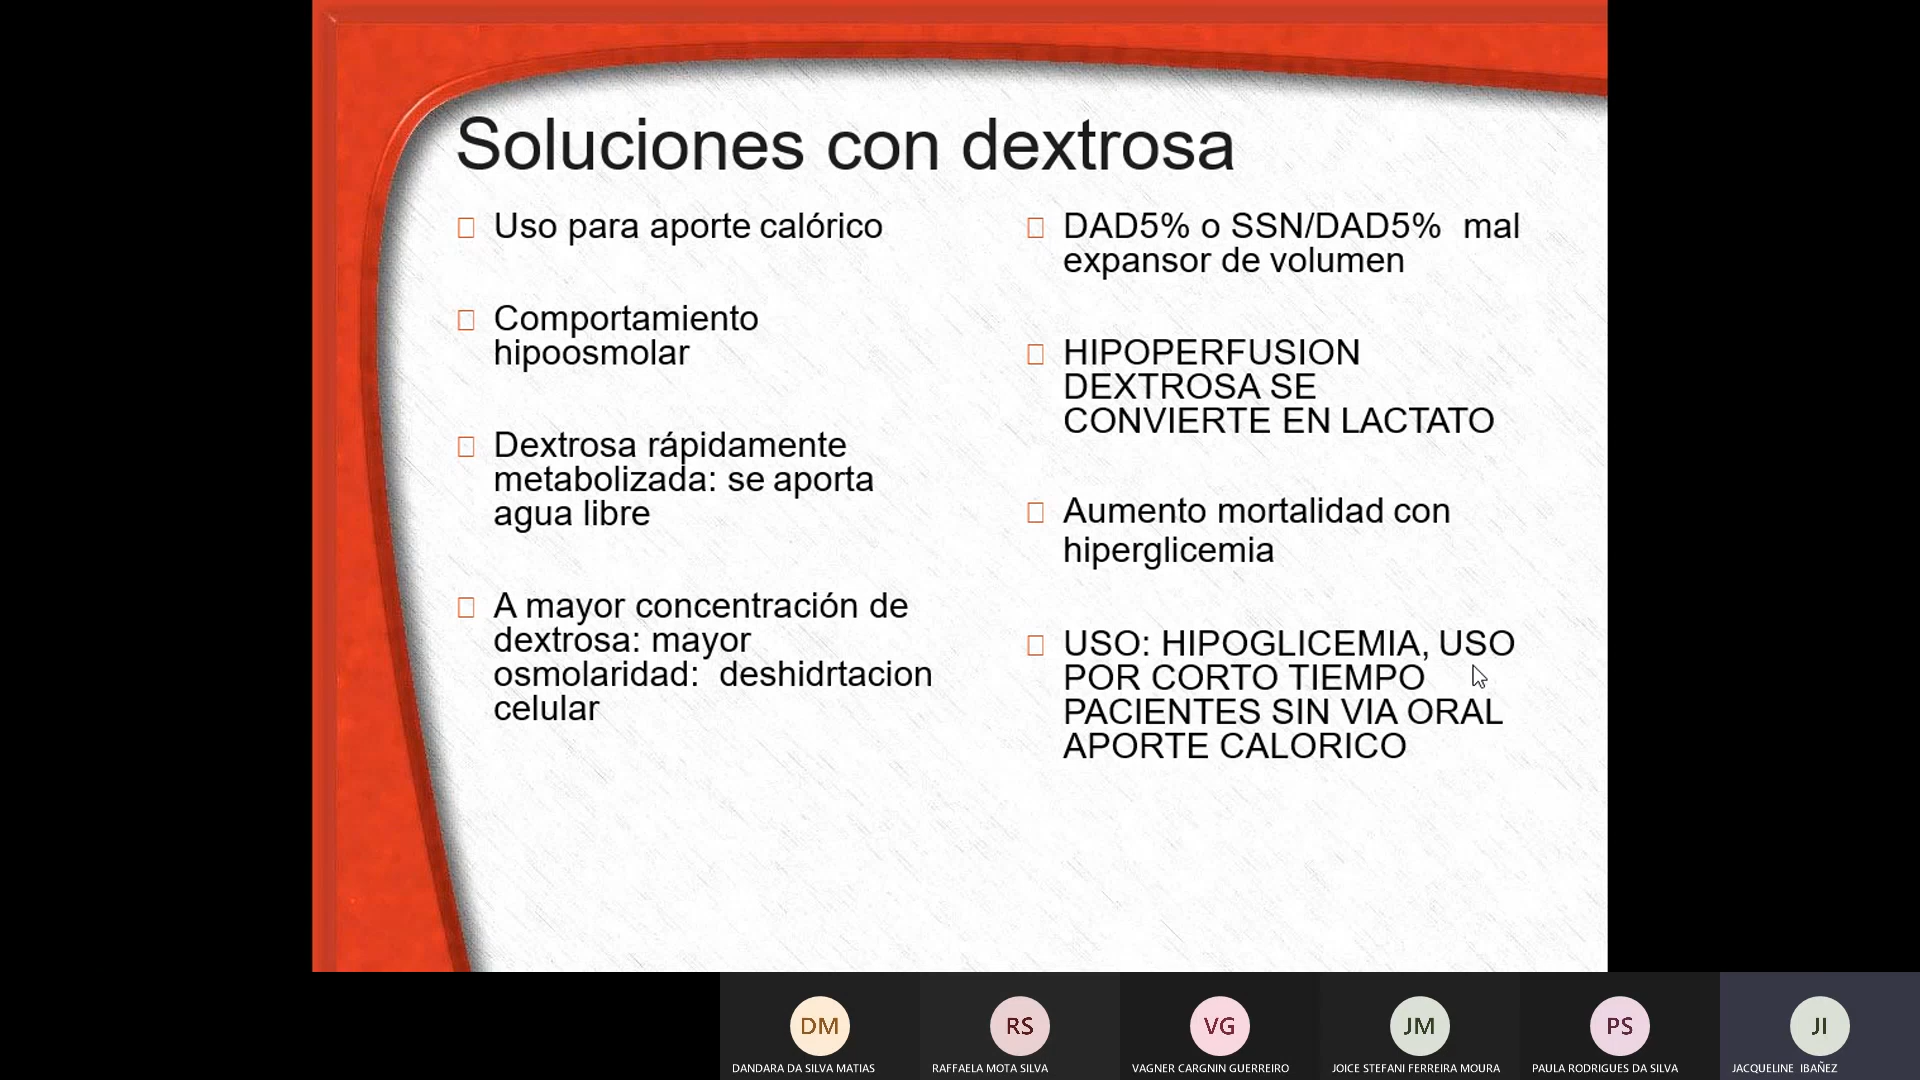 Soluciones con dextrosa
Uso para aporte calórico
Comportamiento
hipoosmolar
Dextrosa rápidamente
metabolizada: se aporta
agua libre
A mayor concentración de
dextrosa: mayor
osmolaridad: deshidrtacion
celular
DAD5% o SSN/DAD5% mal
expansor de volumen
HIPOPERFUSION
DEXTROSA SE
CONVIERTE EN LACTATO
Aumento mortalidad con
hiperglicemia
USO: HIPOGLICEMIA, USO
POR CORTO TIEMPO
PACIENTES SIN VIA ORAL
APORTE CALORICO
DM
RS
VG
JM
PS
JI
DANDARA DA SILVA MATIAS
RAFFAELA MOTA SILVA
VAGNER CARGNIN GUERREIRO
JOICE STEFANI FERREIRA MOURA
PAULA RODRIGUES DA SILVA
JACQUELINE IBAÑEZ